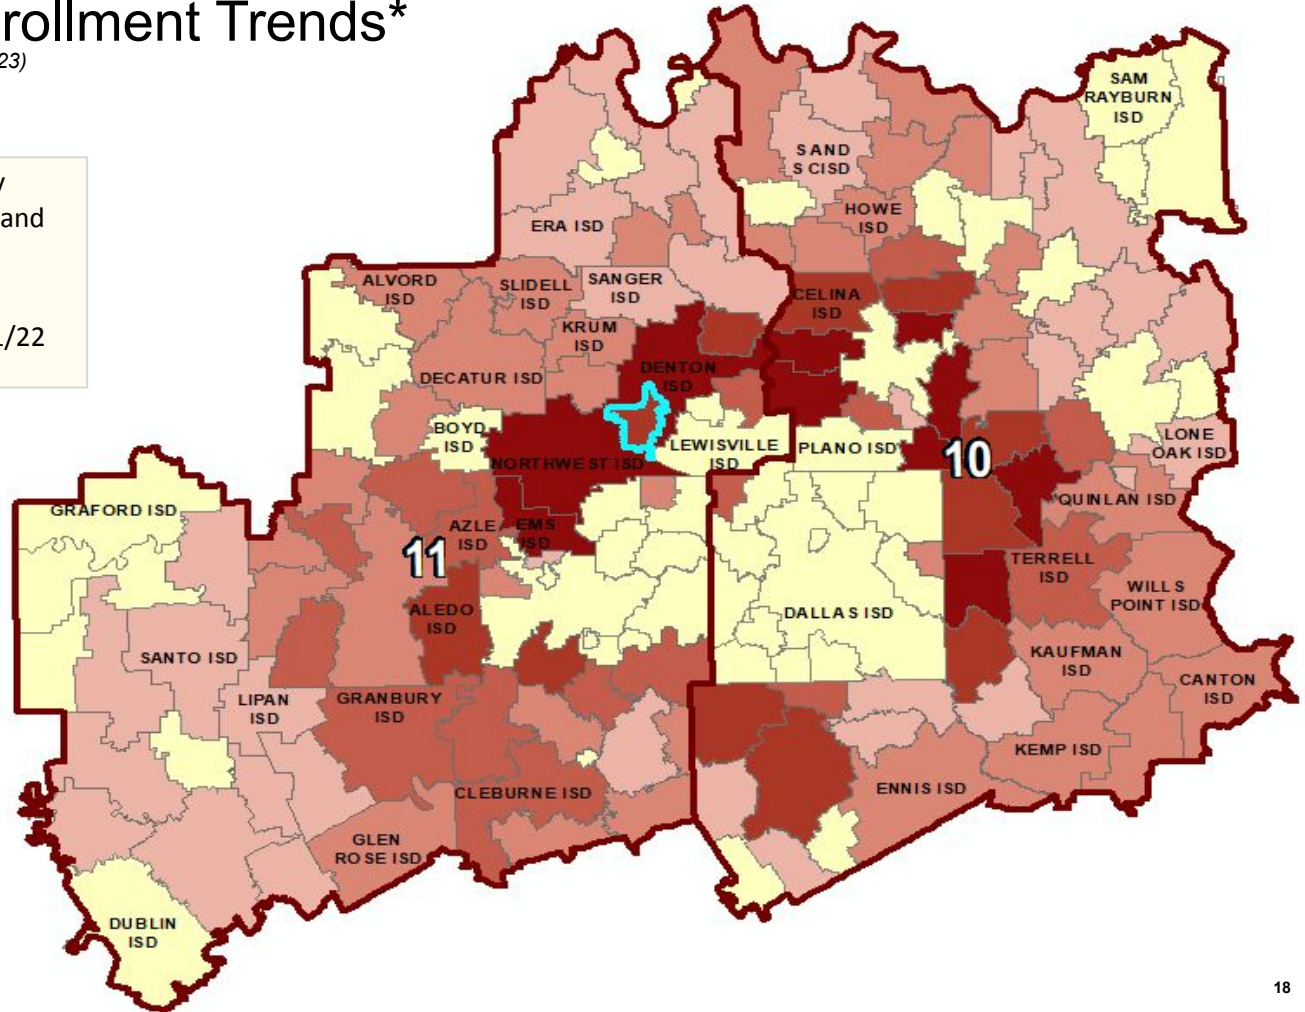 rollment Trends*
23)
/
and
1/22
SAM
RAYBURN
ISD
SAND
S CISD
HOWE
ISD
ERA ISD
ALVORD
ISD
SLIDELL
ISD
SANGER
ISD
CELINA
ISD
KRUM
ISD
DENTON
ISD
DECATUR ISD
BOYD
ISD
LEWISVILLE
ISD
PLANO ISD
LONE
OAK ISD
NORTHWEST ISD
10
QUINLAN ISD
GRAFORD ISD
AZLE
ISD
EMS
ISD
11
TERRELL
ISD
WILLS
POINT ISD
ALEDO
ISD
DALLAS ISD
SANTO ISD
KAUFMAN
ISD
CANTON
ISD
LIPAN
ISD
GRANBURY
ISD
KEMP ISD
CLEBURNE ISD
ENNIS ISD
GLEN
ROSE ISD
DUBLIN
ISD
18